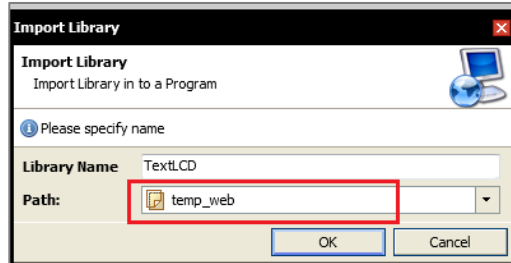 Import Library
Import Library
Import Library in to a Program
Please specify name
Library Name TextLCD
Path: temp_web
OK Cancel